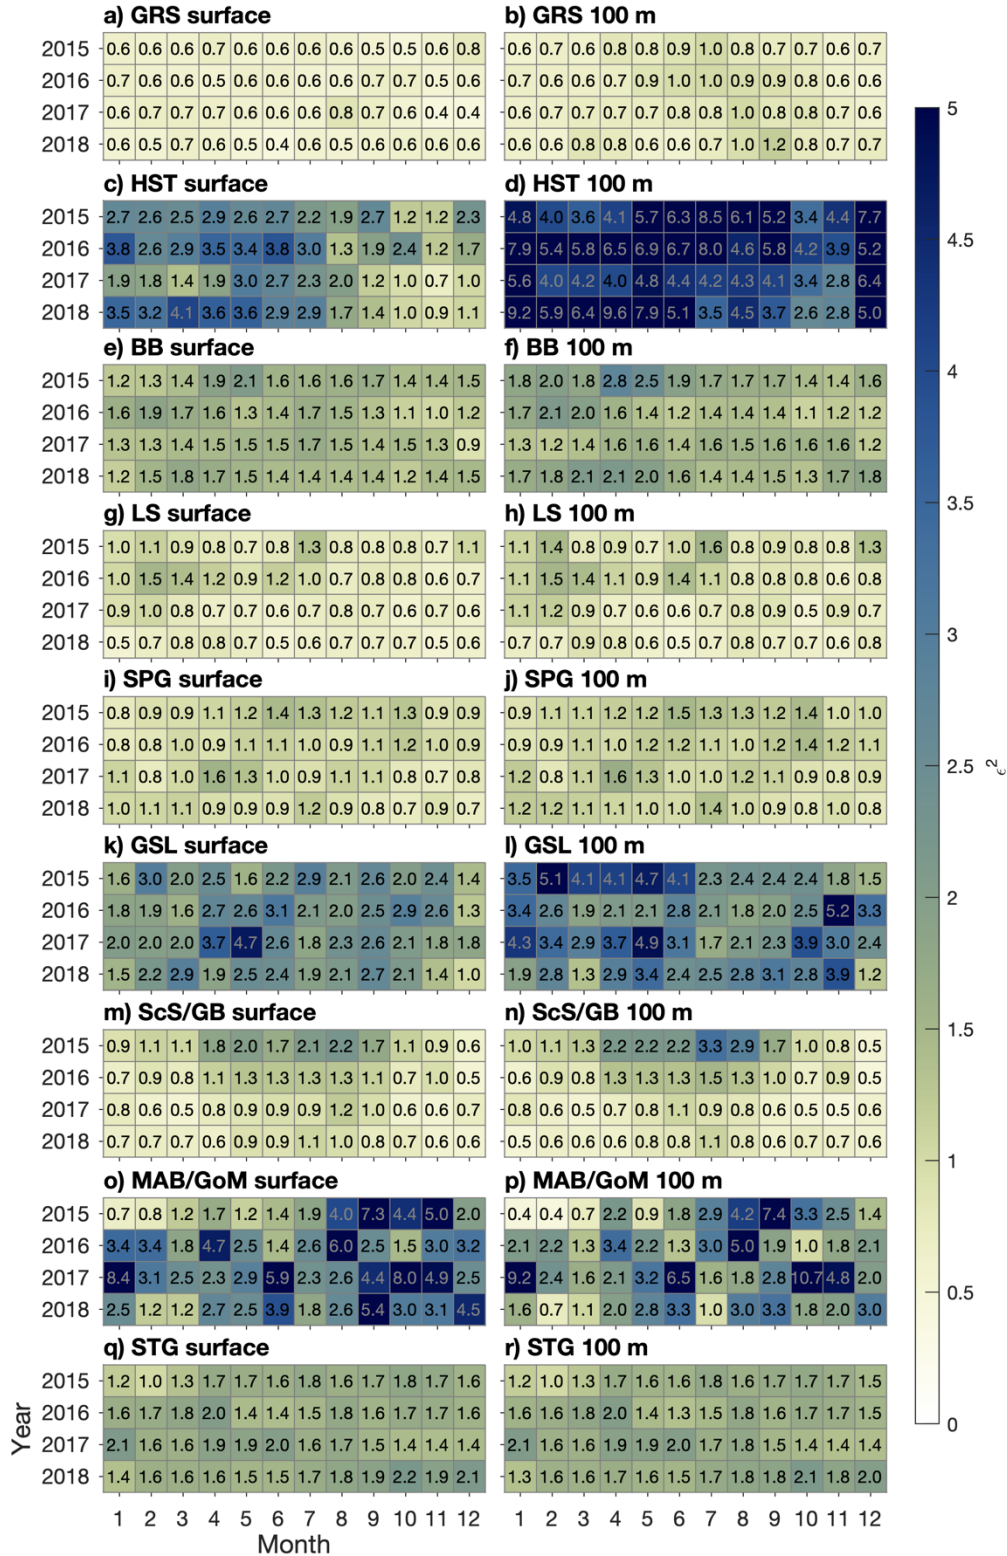 a) GRS surface
2015 0.6 0.6 0.6 0.7 0.6 0.6 0.6 0.6 0.5 0.5 0.6 0.8
2016 0.7 0.6 0.6 0.5 0.6 0.6 0.6 0.6 0.7 0.7 0.5 0.6
2017 0.6 0.7 0.7 0.7 0.6 0.6 0.6 0.8 0.7 0.6 0.4 0.4
2018 0.6 0.5 0.7 0.6 0.5 0.4 0.6 0.6 0.6 0.6 0.6 0.6
b) GRS 100 m
0.6 0.7 0.6 0.8 0.8 0.9 1.0 0.8 0.7 0.7 0.6 0.7
0.7 0.6 0.6 0.7 0.9 1.0 1.0 0.9 0.9 0.8 0.6 0.6
0.6 0.7 0.7 0.7 0.7 0.8 0.8 1.0 0.8 0.8 0.7 0.6
0.6 0.6 0.8 0.8 0.6 0.6 0.7 1.0 1.2 0.8 0.7 0.7
c) HST surface
2015 2.7 2.6 2.5 2.9 2.6 2.7 2.2 1.9 2.7 1.2 1.2 2.3
2016 3.8 2.6 2.9 3.5 3.4 3.8 3.0 1.3 1.9 2.4 1.2 1.7
2017 1.9 1.8 1.4 1.9 3.0 2.7 2.3 2.0 1.2 1.0 0.7 1.0
2018 3.5 3.2 4.1 3.6 3.6 2.9 2.9 1.7 1.4 1.0 0.9 1.1
d) HST 100 m
4.8 4.0 3.6 4.1 5.7 6.3 8.5 6.1 5.2 3.4 4.4 7.7
7.9 5.4 5.8 6.5 6.9 6.7 8.0 4.6 5.8 4.2 3.9 5.2
5.6 4.0 4.2 4.0 4.8 4.4 4.2 4.3 4.1 3.4 2.8 6.4
9.2 5.9 6.4 9.6 7.9 5.1 3.5 4.5 3.7 2.6 2.8 5.0
e) BB surface
2015 1.2 1.3 1.4 1.9 2.1 1.6 1.6 1.6 1.7 1.4 1.4 1.5
2016 1.6 1.9 1.7 1.6 1.3 1.4 1.7 1.5 1.3 1.1 1.0 1.2
2017 1.3 1.3 1.4 1.5 1.5 1.5 1.7 1.5 1.4 1.5 1.3 0.9
2018 1.2 1.5 1.8 1.7 1.5 1.4 1.4 1.4 1.4 1.2 1.4 1.5
f) BB 100 m
1.8 2.0 1.8 2.8 2.5 1.9 1.7 1.7 1.7 1.4 1.4 1.6
1.7 2.1 2.0 1.6 1.4 1.2 1.4 1.4 1.4 1.1 1.2 1.2
1.3 1.2 1.4 1.6 1.6 1.4 1.6 1.5 1.6 1.6 1.6 1.2
1.7 1.8 2.1 2.1 2.0 1.6 1.4 1.4 1.5 1.3 1.7 1.8
g) LS surface
2015 1.0 1.1 0.9 0.8 0.7 0.8 1.3 0.8 0.8 0.8 0.7 1.1
2016 1.0 1.5 1.4 1.2 0.9 1.2 1.0 0.7 0.8 0.8 0.6 0.7
2017 0.9 1.0 0.8 0.7 0.7 0.6 0.7 0.8 0.7 0.6 0.7 0.6
2018 0.5 0.7 0.8 0.8 0.7 0.5 0.6 0.6 0.7 0.7 0.5 0.6
h) LS 100 m
1.1 1.4 0.8 0.9 0.7 1.0 1.6 0.8 0.9 0.8 0.8 1.3
1.1 1.5 1.4 1.1 0.9 1.4 1.1 0.8 0.8 0.8 0.6 0.8
1.1 1.2 0.9 0.7 0.6 0.6 0.7 0.8 0.9 0.5 0.9 0.7
0.7 0.7 0.9 0.8 0.6 0.5 0.7 0.8 0.7 0.7 0.6 0.8
i) SPG surface
2015 0.8 0.9 0.9 1.1 1.2 1.4 1.3 1.2 1.1 1.3 0.9 0.9
2016 0.8 0.8 1.0 0.9 1.1 1.1 1.0 0.9 1.1 1.2 1.0 0.9
2017 1.1 0.8 1.0 1.6 1.3 1.0 0.9 1.1 1.1 0.8 0.7 0.8
2018 1.0 1.1 1.1 0.9 0.9 0.9 1.2 0.9 0.8 0.7 0.9 0.7
j) SPG 100 m
0.9 1.1 1.1 1.2 1.2 1.5 1.3 1.3 1.2 1.4 1.0 1.0
0.9 0.9 1.1 1.0 1.2 1.2 1.1 1.0 1.2 1.4 1.2 1.1
1.2 0.8 1.1 1.6 1.3 1.0 1.0 1.2 1.1 0.9 0.8 0.9
1.2 1.2 1.1 1.1 1.0 1.0 1.4 1.0 0.9 0.8 1.0 0.8
k) GSL surface
2015 1.6 3.0 2.0 2.5 1.6 2.2 2.9 2.1 2.6 2.0 2.4 1.4
2016 1.8 1.9 1.6 2.7 2.6 3.1 2.1 2.0 2.5 2.9 2.6 1.3
2017 2.0 2.0 2.0 3.7 4.7 2.6 1.8 2.3 2.6 2.1 1.8 1.8
2018 1.5 2.2 2.9 1.9 2.5 2.4 1.9 2.1 2.7 2.1 1.4 1.0
l) GSL 100 m
3.5 5.1 4.1 4.1 4.7 4.1 2.3 2.4 2.4 2.4 1.8 1.5
3.4 2.6 1.9 2.1 2.1 2.8 2.1 1.8 2.0 2.5 5.2 3.3
4.3 3.4 2.9 3.7 4.9 3.1 1.7 2.1 2.3 3.9 3.0 2.4
1.9 2.8 1.3 2.9 3.4 2.4 2.5 2.8 3.1 2.8 3.9 1.2
m) ScS/GB surface
2015 0.9 1.1 1.1 1.8 2.0 1.7 2.1 2.2 1.7 1.1 0.9 0.6
2016 0.7 0.9 0.8 1.1 1.3 1.3 1.3 1.3 1.1 0.7 1.0 0.5
2017 0.8 0.6 0.5 0.8 0.9 0.9 0.9 1.2 1.0 0.6 0.6 0.7
2018 0.7 0.7 0.7 0.6 0.9 0.9 1.1 1.0 0.8 0.7 0.6 0.6
n) ScS/GB 100 m
1.0 1.1 1.3 2.2 2.2 2.2 3.3 2.9 1.7 1.0 0.8 0.5
0.6 0.9 0.8 1.3 1.3 1.3 1.5 1.3 1.0 0.7 0.9 0.5
0.8 0.6 0.5 0.7 0.8 1.1 0.9 0.8 0.6 0.5 0.5 0.6
0.5 0.6 0.6 0.6 0.8 0.8 1.1 0.8 0.6 0.7 0.6 0.6
o) MAB/GoM surface
2015 0.7 0.8 1.2 1.7 1.2 1.4 1.9 4.0 7.3 4.4 5.0 2.0
2016 3.4 3.4 1.8 4.7 2.5 1.4 2.6 6.0 2.5 1.5 3.0 3.2
2017 8.4 3.1 2.5 2.3 2.9 5.9 2.3 2.6 4.4 8.0 4.9 2.5
2018 2.5 1.2 1.2 2.7 2.5 3.9 1.8 2.6 5.4 3.0 3.1 4.5
p) MAB/GoM 100 m
0.4 0.4 0.7 2.2 0.9 1.8 2.9 4.2 7.4 3.3 2.5 1.4
2.1 2.2 1.3 3.4 2.2 1.3 3.0 5.0 1.9 1.0 1.8 2.1
9.2 2.4 1.6 2.1 3.2 6.5 1.6 1.8 2.8 10.7 4.8 2.0
1.6 0.7 1.1 2.0 2.8 3.3 1.0 3.0 3.3 1.8 2.0 3.0
q) STG surface
2015 1.2 1.0 1.3 1.7 1.7 1.6 1.8 1.6 1.7 1.8 1.7 1.6
2016 1.6 1.7 1.8 2.0 1.4 1.4 1.5 1.8 1.6 1.7 1.7 1.6
2017 2.1 1.6 1.6 1.9 1.9 2.0 1.6 1.7 1.5 1.4 1.4 1.4
2018 1.4 1.6 1.6 1.6 1.5 1.5 1.7 1.8 1.9 2.2 1.9 2.1
1 2 3 4 5 6 7 8 9 10 11 12
Month
Year
r) STG 100 m
1.2 1.0 1.3 1.7 1.6 1.6 1.8 1.6 1.7 1.7 1.7 1.5
1.6 1.6 1.8 2.0 1.4 1.3 1.5 1.8 1.6 1.7 1.7 1.5
2.1 1.6 1.6 1.9 1.9 2.0 1.7 1.8 1.5 1.4 1.4 1.4
1.3 1.6 1.6 1.7 1.6 1.5 1.7 1.8 1.8 2.1 1.8 2.0
1 2 3 4 5 6 7 8 9 10 11 12
5
4.5
4
3.5
3
2.5
2
1.5
1
0.5
0
ϵ²